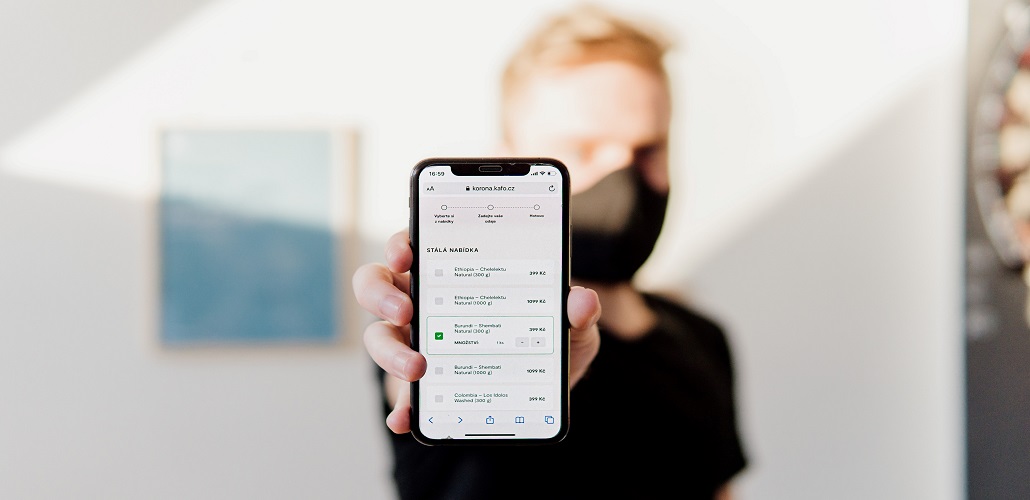 16:59
AA korona.kafo.cz
Vyberte si
z nabídky
Zadejte vaše
údaje
Hotovo
STÁLÁ NABÍDKA
Ethiopia – Chelelektu
Natural (300 g) 399 Kč
Ethiopia – Chelelektu
Natural (1000 g) 1099 Kč
Burundi – Shembati
Natural (300 g) 399 Kč
MNOŽSTVÍ 1 ks - +
Burundi – Shembati
Natural (1000 g) 1099 Kč
Colombia – Los Idolos
Washed (300 g) 399 Kč